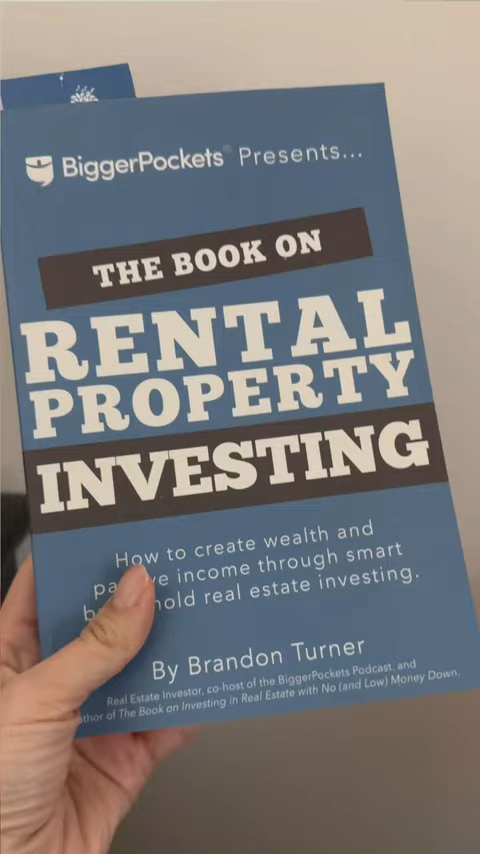 BiggerPockets® Presents...
THE BOOK ON
RENTAL
PROPERTY
INVESTING
How to create wealth and
income through smart
hold real estate investing.
By Brandon Turner
Real Estate Investor, co-host of the BiggerPockets Podcast, and
of The Book on Investing in Real Estate with No (and Low) Money Down.